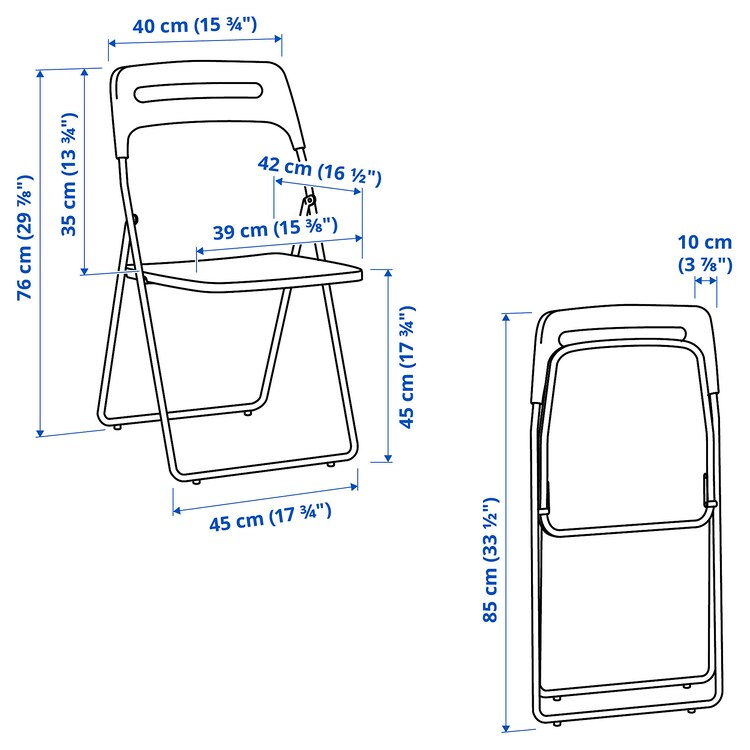 40 cm (15 ¾")
35 cm (13 ¾")
76 cm (29 ⅞")
42 cm (16 ½")
39 cm (15 ⅜")
45 cm (17 ¾")
45 cm (17 ¾")
10 cm
(3 ⅞")
85 cm (33 ½")